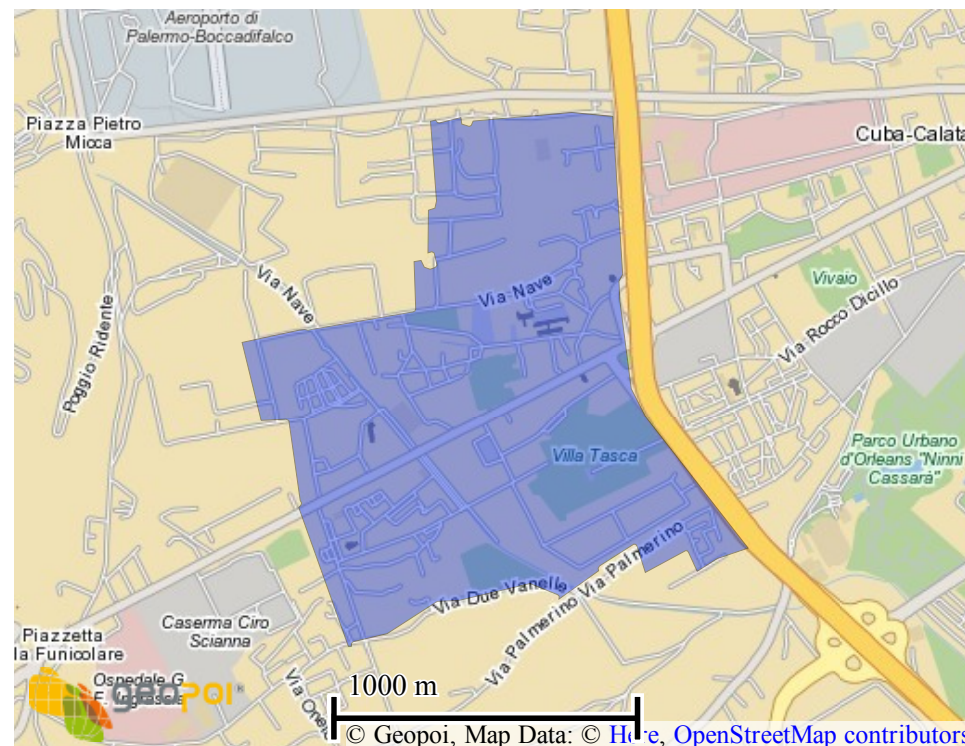 Aeroporto di
Palermo-Boccadifalco
Piazza Pietro
Micca
Cuba-Calata
Via Nave
Via Nave
Vivaio
Via Rocco Dicillo
Poggio Ridente
Villa Tasca
Parco Urbano
d'Orleans "Ninni
Cassarà"
Via Palmerino
Via Due Vanelle
Via Palmerino
Caserma Ciro
Scianna
Piazzetta
la Funicolare
Ospedale G.
F. Ingrassia
geopoi®
1000 m
© Geopoi, Map Data: © Here, OpenStreetMap contributors